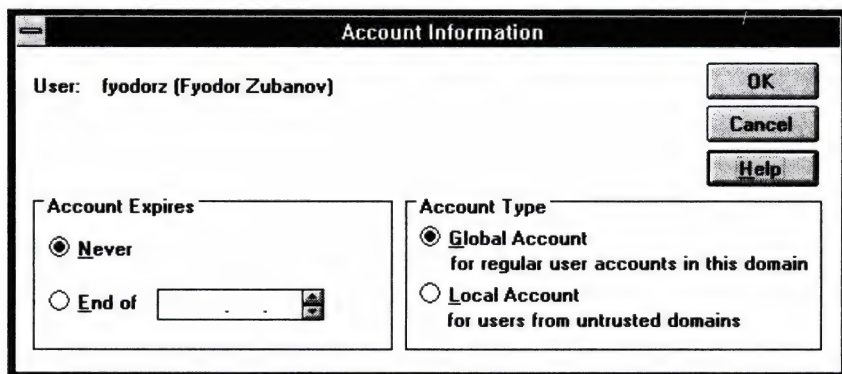 Account Information
User: fyodorz (Fyodor Zubanov)
OK
Cancel
Help
Account Expires
Never
End of
Account Type
Global Account
for regular user accounts in this domain
Local Account
for users from untrusted domains